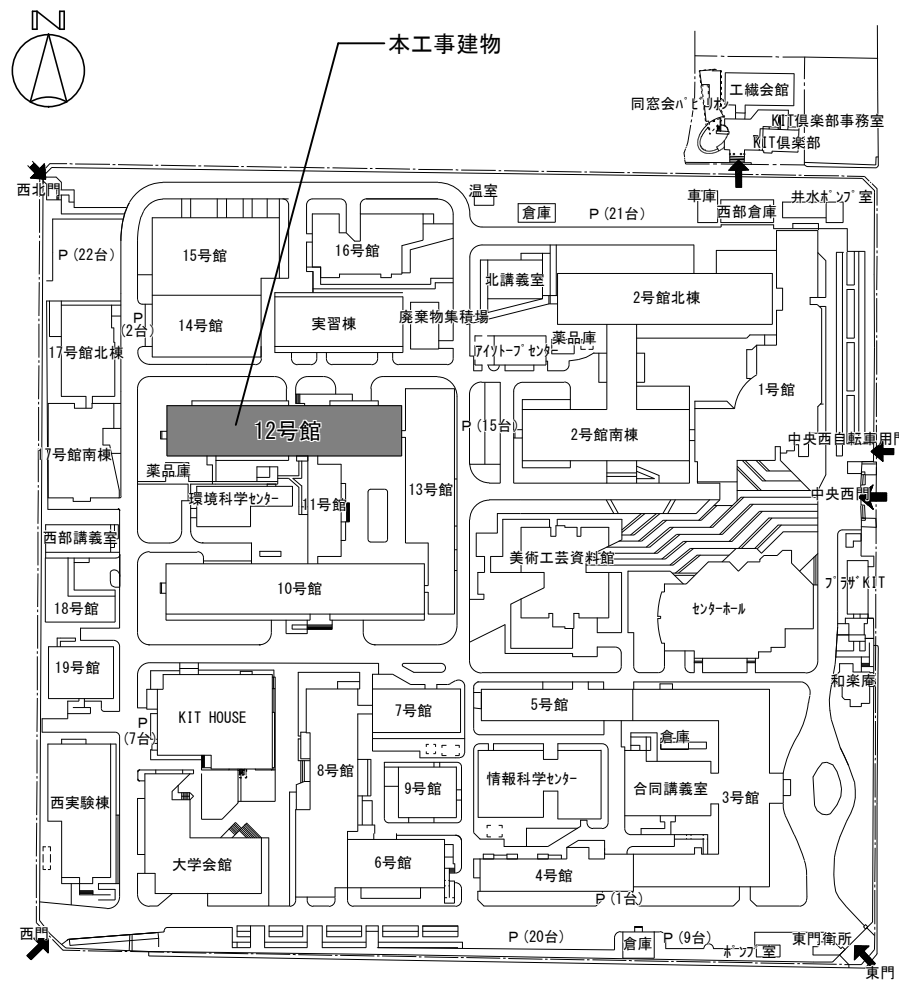 N
本工事建物
工繊会館
同窓会ﾊﾟﾋﾞﾘｵﾝ
KIT倶楽部事務室
KIT倶楽部
西北門
温室
倉庫
P (21台)
車庫
西部倉庫
井水ﾎﾟﾝﾌﾟ室
P (22台)
15号館
16号館
北講義室
2号館北棟
P
(2台)
14号館
実習棟
廃棄物集積場
薬品庫
ｱｲｿﾄｰﾌﾟｾﾝﾀｰ
17号館北棟
1号館
12号館
P
(15台)
2号館南棟
中央西自転車用門
17号館南棟
薬品庫
環境科学センター
11号館
13号館
中央西門
西部講義室
美術工芸資料館
10号館
ﾌﾟﾗｻﾞKIT
18号館
センターホール
19号館
和楽庵
KIT HOUSE
7号館
5号館
P
(7台)
倉庫
8号館
情報科学センター
合同講義室
3号館
西実験棟
9号館
大学会館
6号館
4号館
P (1台)
西門
P (20台)
倉庫
P (9台)
ﾎﾟﾝﾌﾟ室
東門衛所
東門